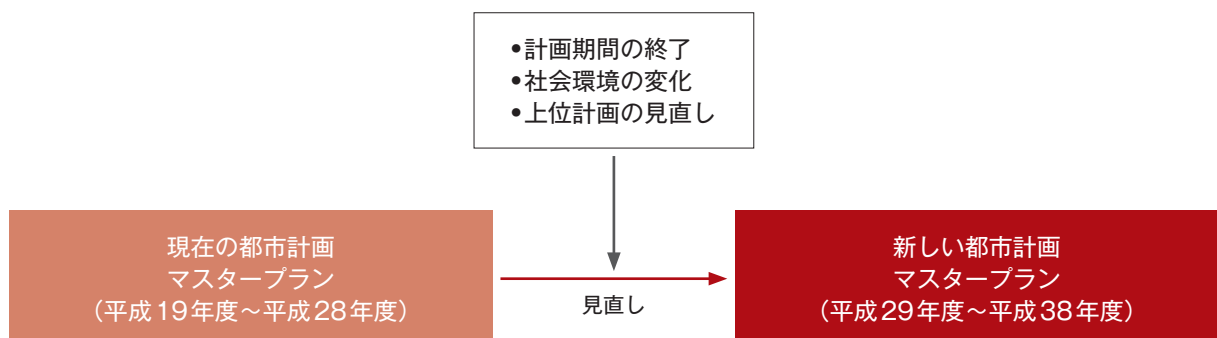 •計画期間の終了
•社会環境の変化
•上位計画の見直し
現在の都市計画
マスタープラン
（平成19年度～平成28年度）
見直し
新しい都市計画
マスタープラン
（平成29年度～平成38年度）